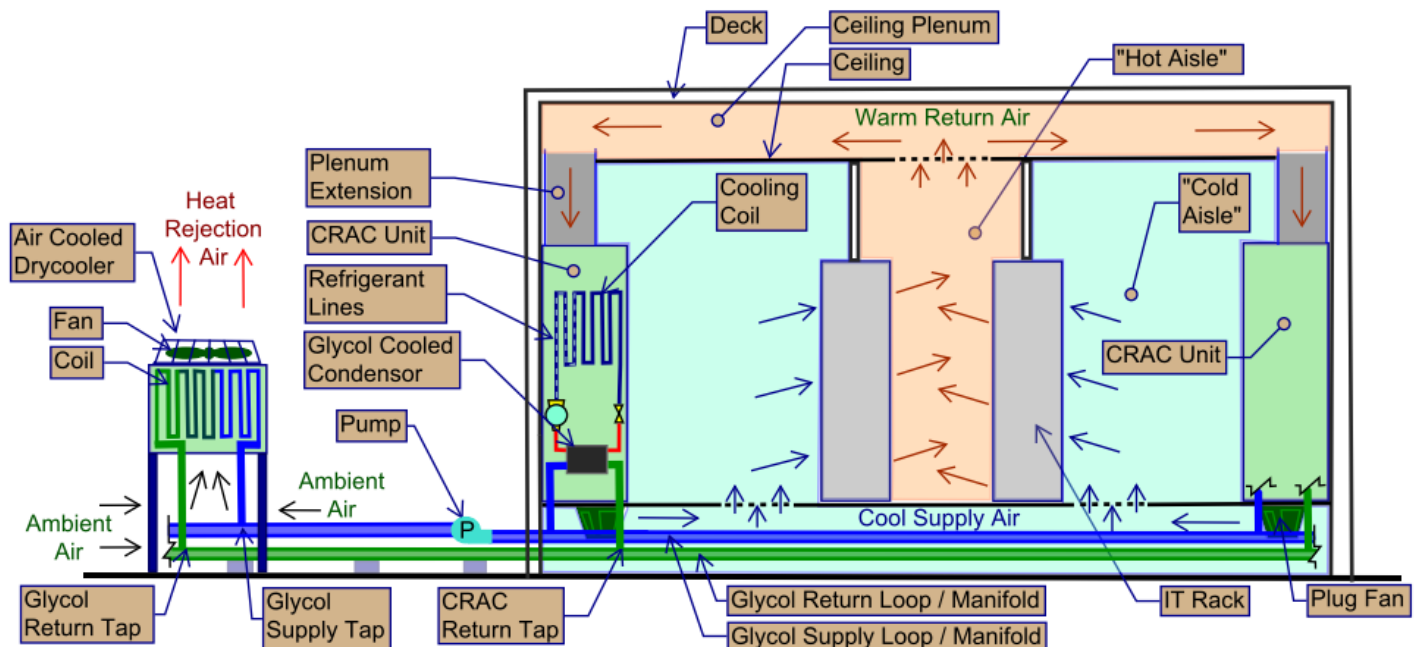 Deck
Ceiling Plenum
Ceiling
"Hot Aisle"
Warm Return Air
Plenum
Extension
Cooling
Coil
"Cold
Aisle"
Heat
Rejection
Air
Air Cooled
Drycooler
CRAC Unit
Refrigerant
Lines
Fan
Coil
Glycol Cooled
Condensor
CRAC Unit
Pump
Ambient
Air
Ambient
Air
P
Cool Supply Air
Glycol
Return Tap
Glycol
Supply Tap
CRAC
Return Tap
Glycol Return Loop / Manifold
Glycol Supply Loop / Manifold
IT Rack
Plug Fan